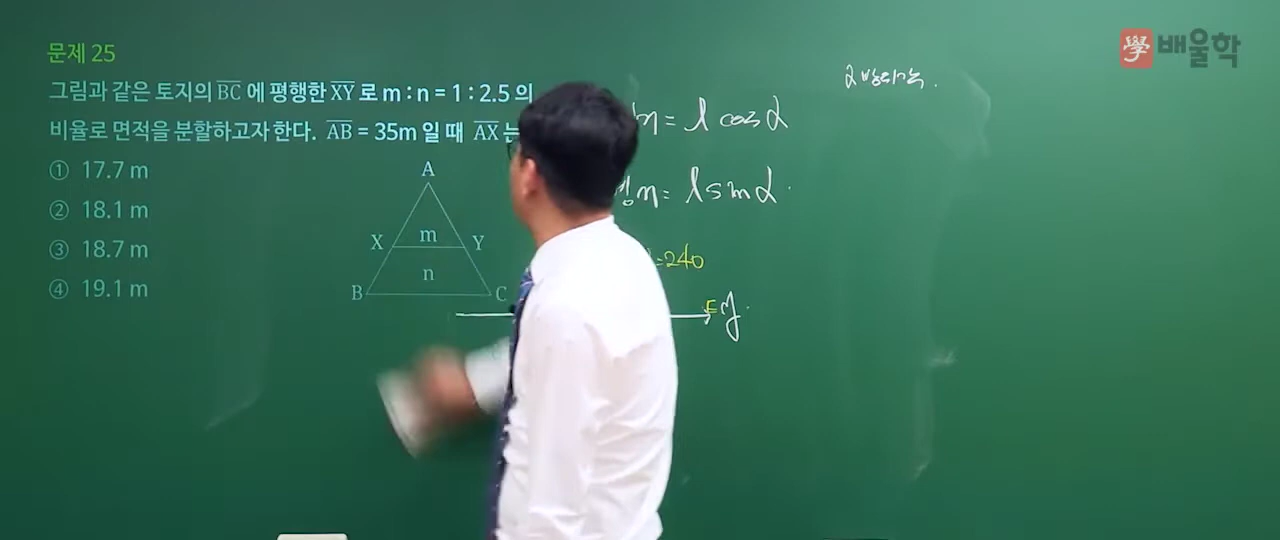 문제 25
그림과 같은 토지의 BC에 평행한 XY로 m : n = 1 : 2.5의
비율로 면적을 분할하고자 한다. AB = 35m 일 때 AX는
① 17.7 m
② 18.1 m
③ 18.7 m
④ 19.1 m
A
X
m
Y
n
B
C
= l cos α
= l sin α
=240
E
y
學 배울학